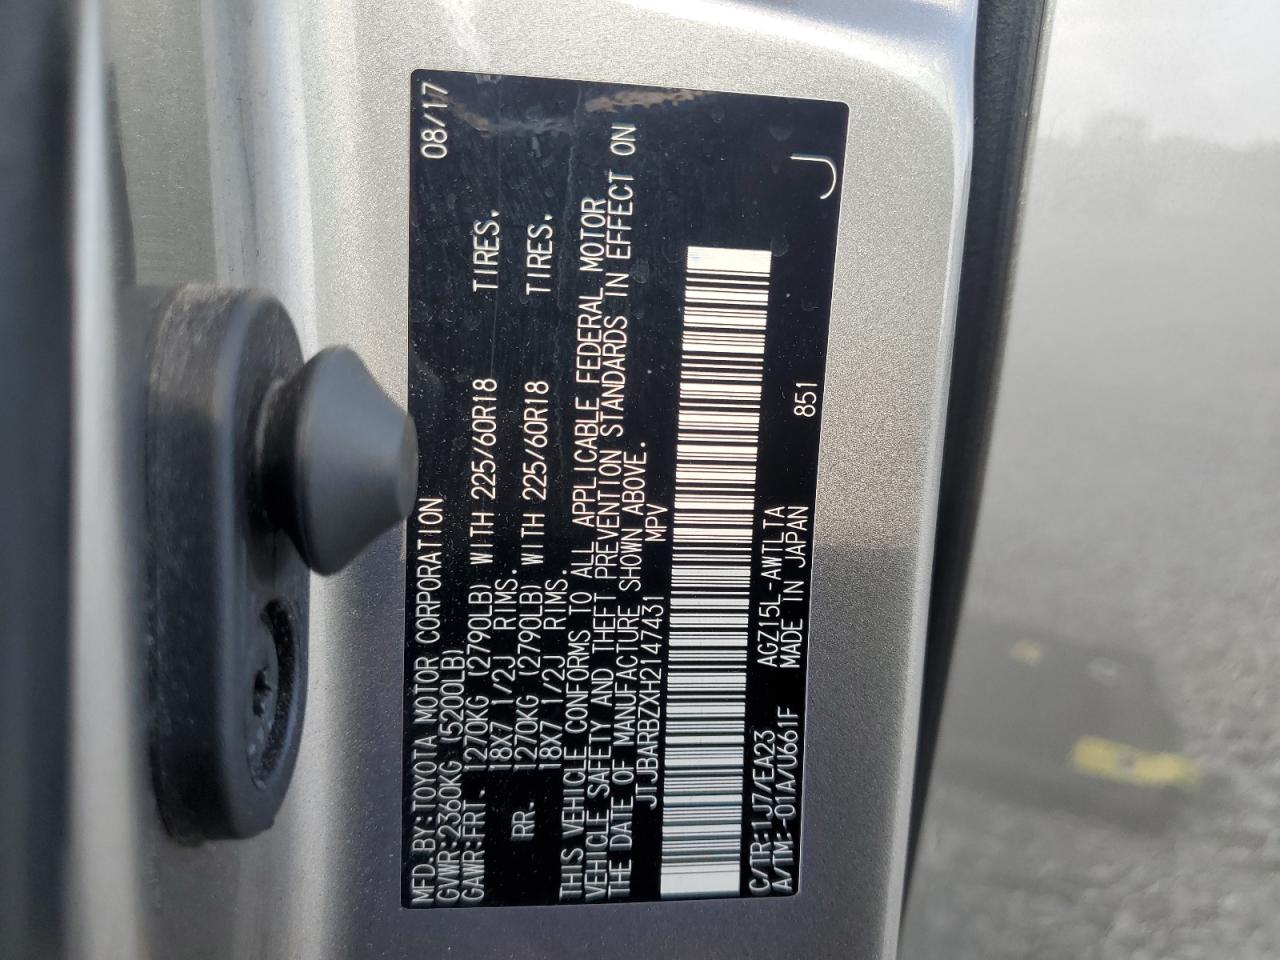 MFD.BY:TOYOTA MOTOR CORPORATION 08/17
GVWR:2360KG (5200LB)
GAWR:FRT. 1270KG (2790LB) WITH 225/60R18 TIRES.
18X7 1/2J RIMS.
RR. 1270KG (2790LB) WITH 225/60R18 TIRES.
18X7 1/2J RIMS.
THIS VEHICLE CONFORMS TO ALL APPLICABLE FEDERAL MOTOR
VEHICLE SAFETY AND THEFT PREVENTION STANDARDS IN EFFECT ON
THE DATE OF MANUFACTURE SHOWN ABOVE.
JTJBARBZXH2147431 MPV
C/TR:1J7/EA23 AGZ15L-AWTLTA
A/TM:-01A/U661F MADE IN JAPAN 851
J